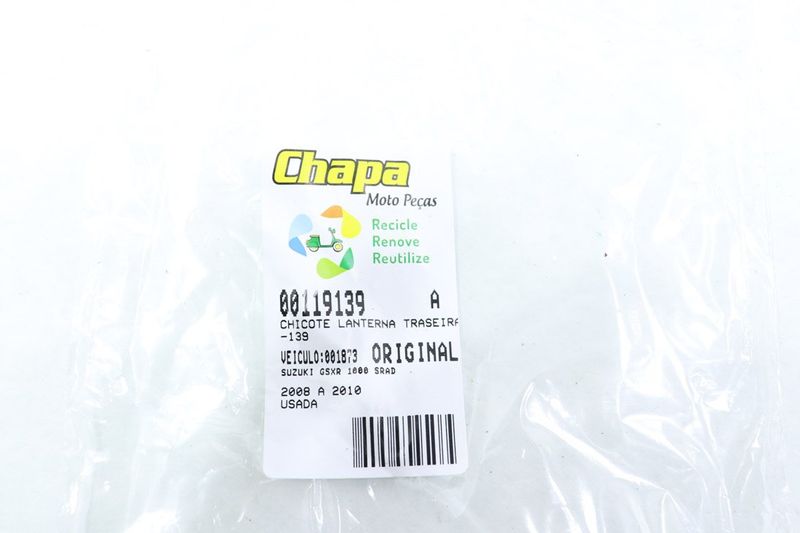 Chapa
Moto Peças
Recicle
Renove
Reutilize
00119139 A
CHICOTE LANTERNA TRASEIRA
-139
VEICULO:001873 ORIGINAL
SUZUKI GSXR 1000 SRAD
2008 A 2010
USADA